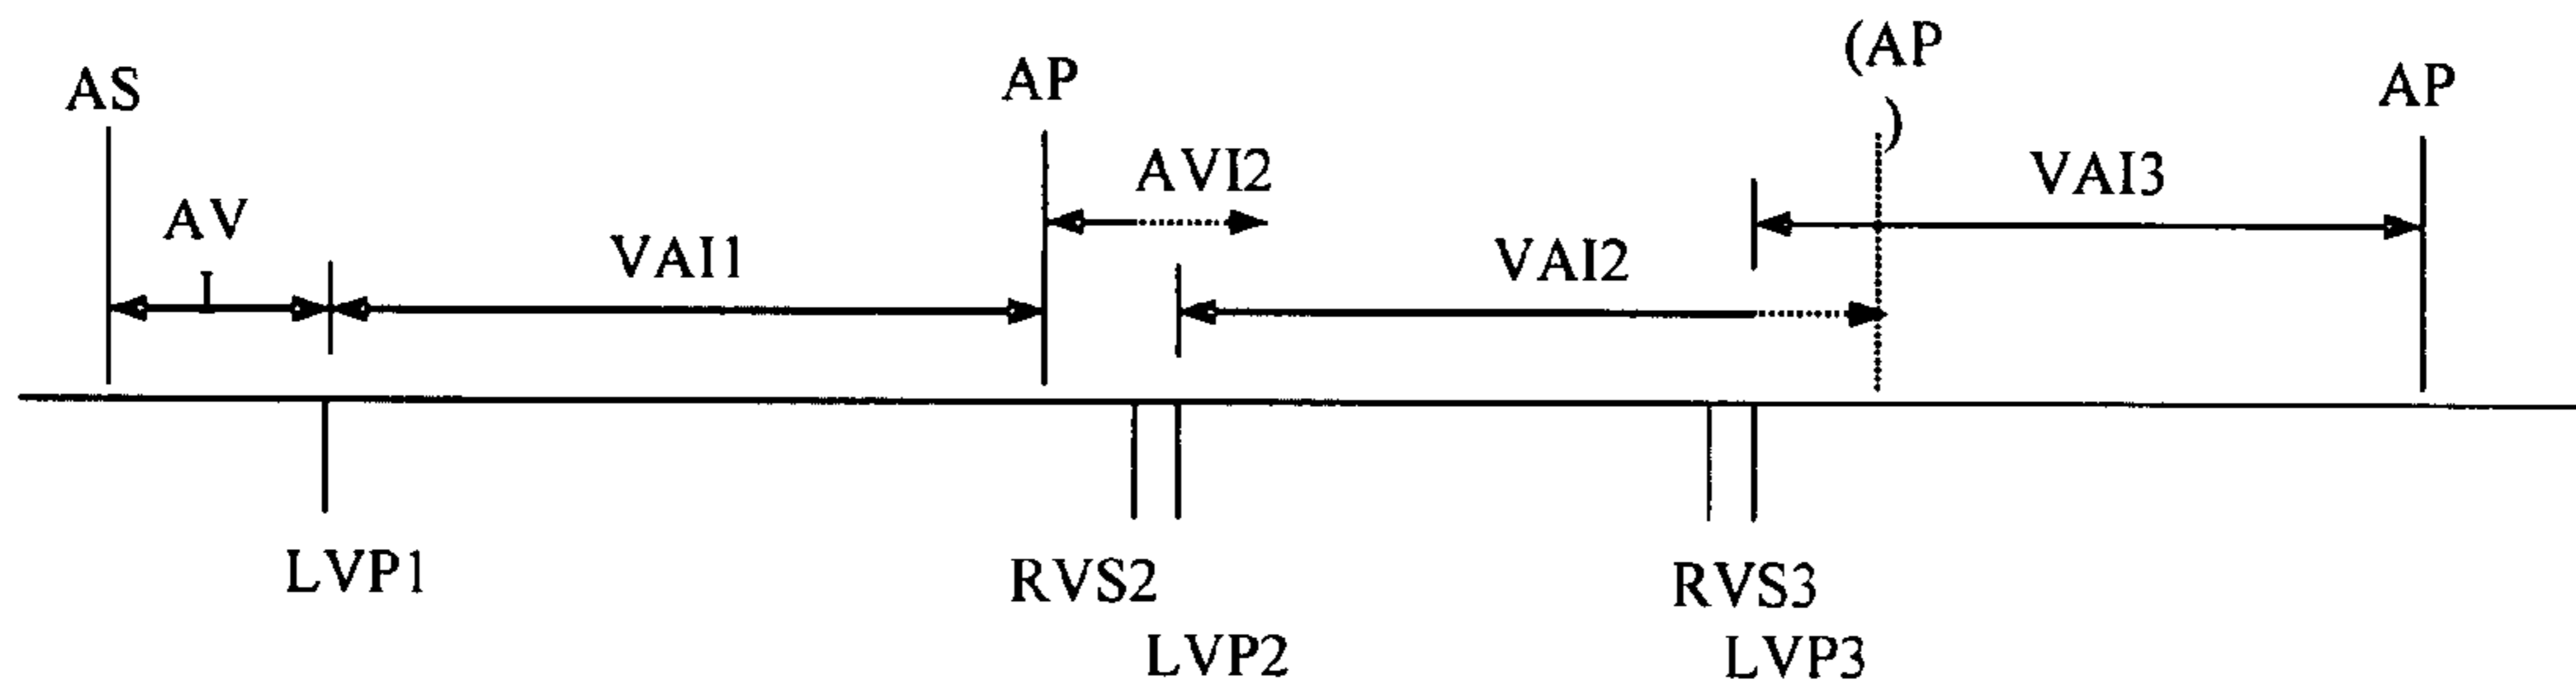 AS
AP
(AP
)
AP
AV
I
VAI1
AVI2
VAI2
VAI3
LVP1
RVS2
LVP2
RVS3
LVP3